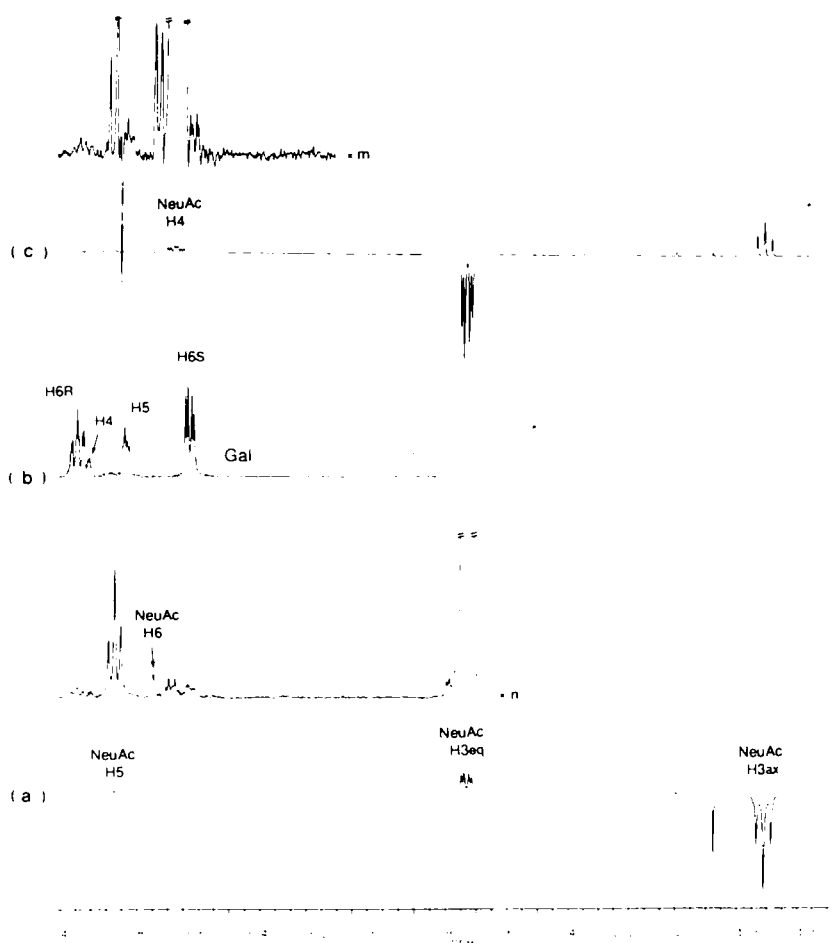 × m
NeuAc
H4
( c )
H6S
H6R
H4
H5
Gal
( b )
NeuAc
H6
× n
NeuAc
H3eq
NeuAc
H5
NeuAc
H3ax
( a )